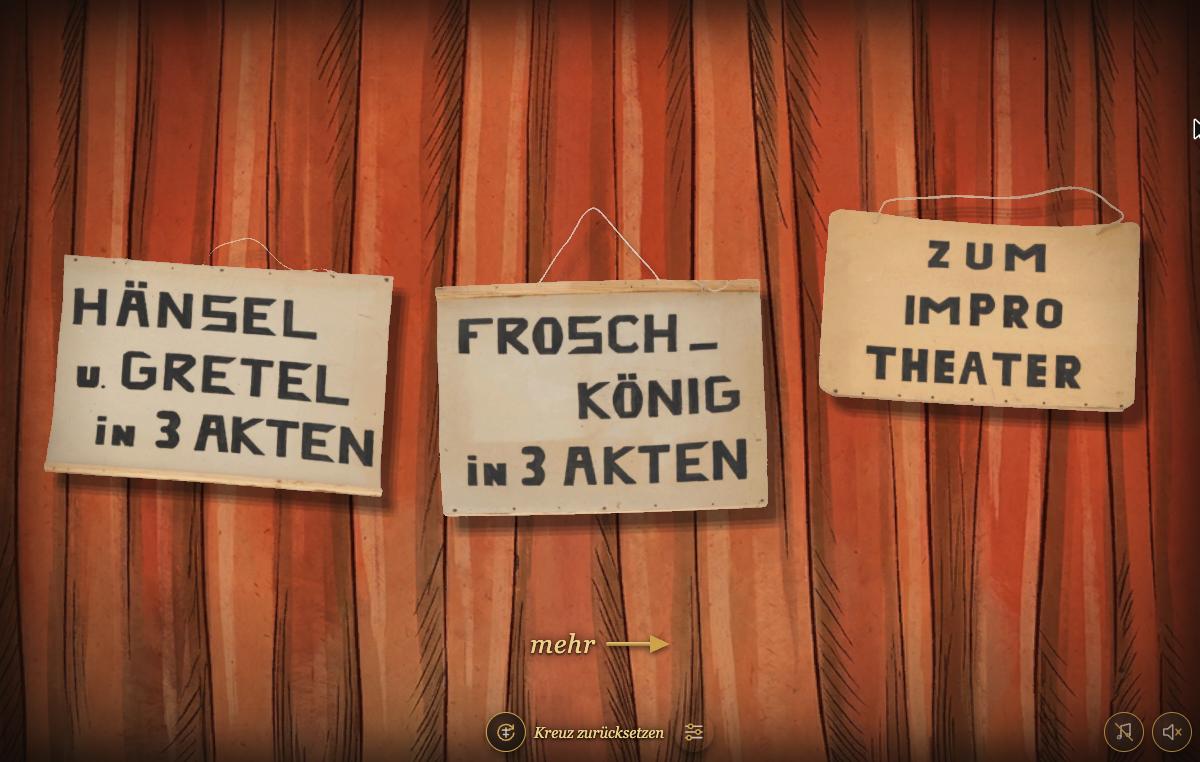 HÄNSEL
u. GRETEL
in 3 AKTEN
FROSCH_
KÖNIG
in 3 AKTEN
ZUM
IMPRO
THEATER
mehr
Kreuz zurücksetzen